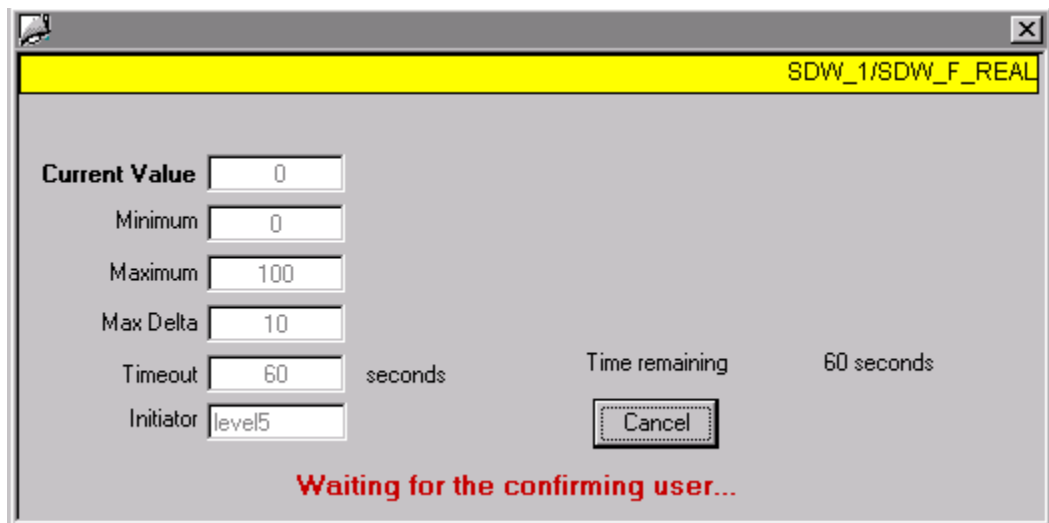 SDW_1/SDW_F_REAL
Current Value 0
Minimum 0
Maximum 100
Max Delta 10
Timeout 60 seconds Time remaining 60 seconds
Initiator level5 Cancel
Waiting for the confirming user...